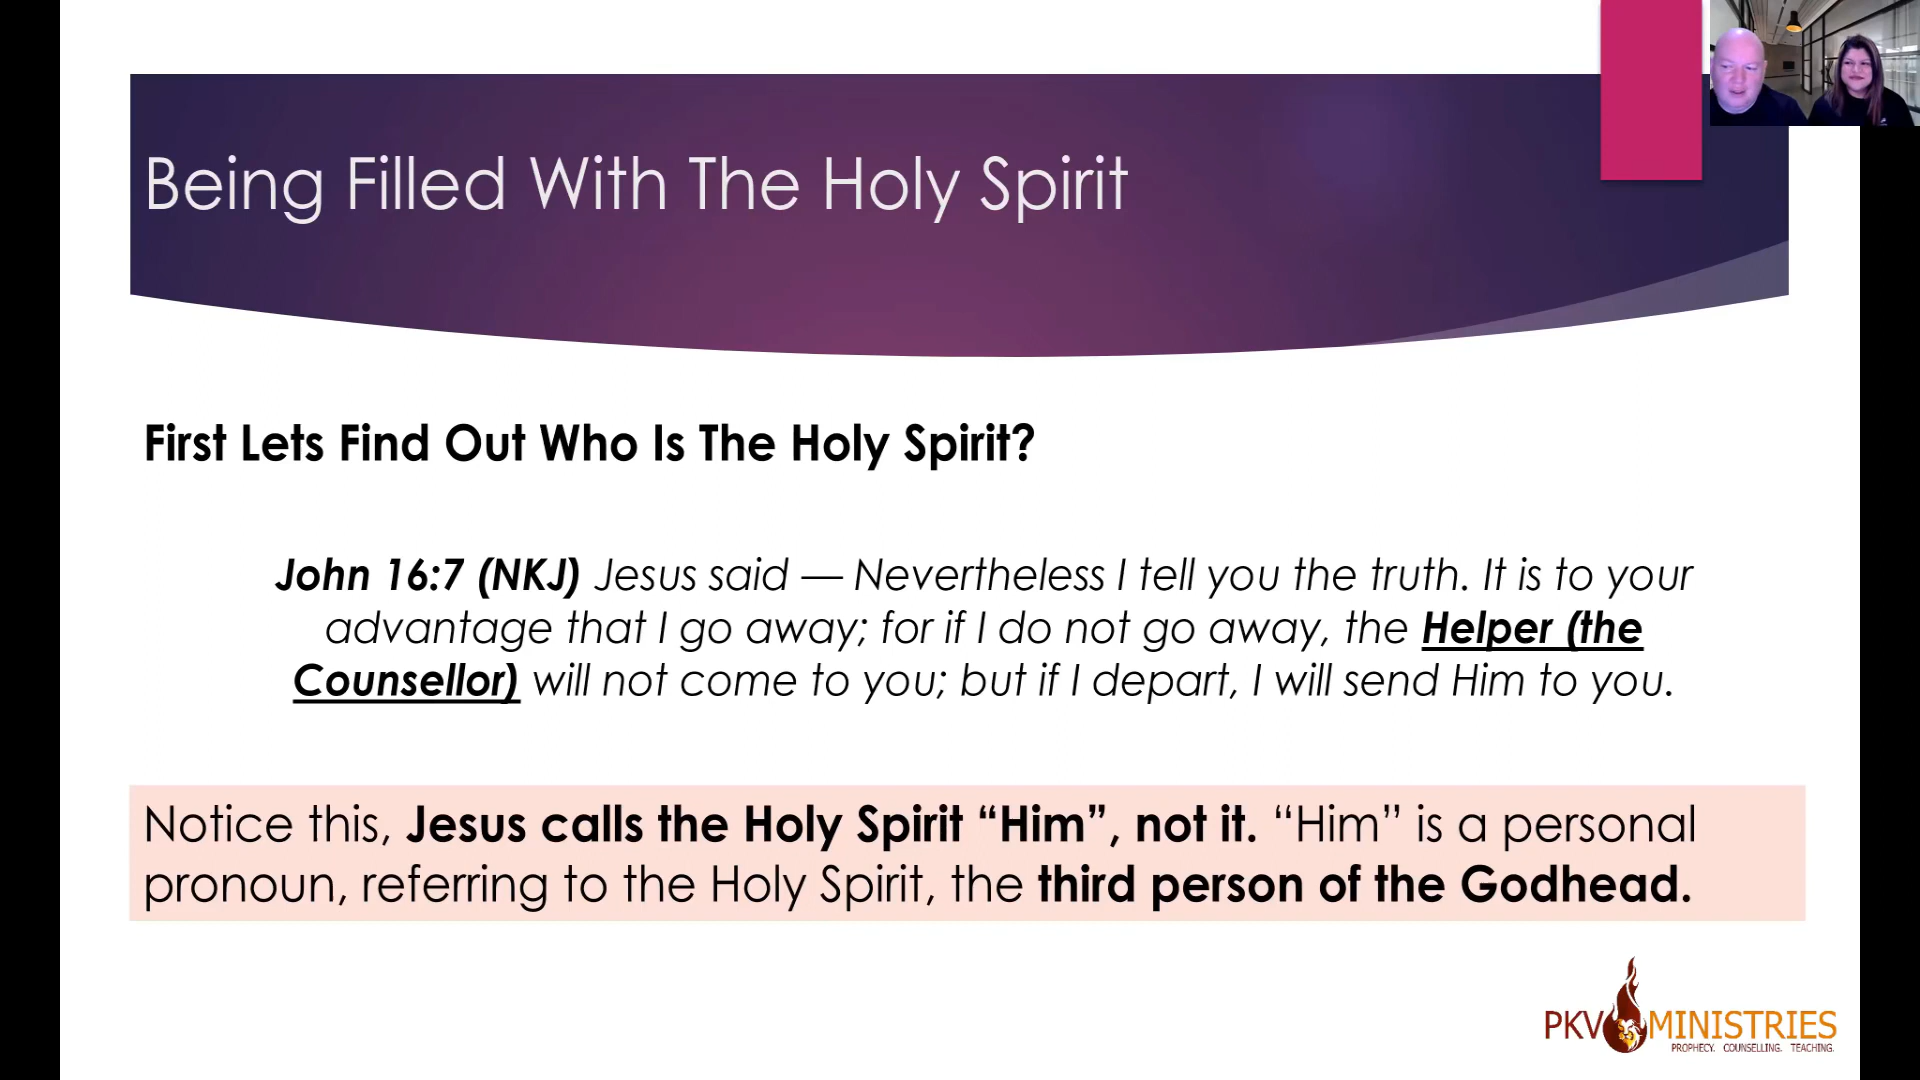 Being Filled With The Holy Spirit
First Lets Find Out Who Is The Holy Spirit?
John 16:7 (NKJ) Jesus said — Nevertheless I tell you the truth. It is to your
advantage that I go away; for if I do not go away, the Helper (the
Counsellor) will not come to you; but if I depart, I will send Him to you.
Notice this, Jesus calls the Holy Spirit “Him”, not it. “Him” is a personal
pronoun, referring to the Holy Spirit, the third person of the Godhead.
PKV MINISTRIES
PROPHECY. COUNSELLING. TEACHING.